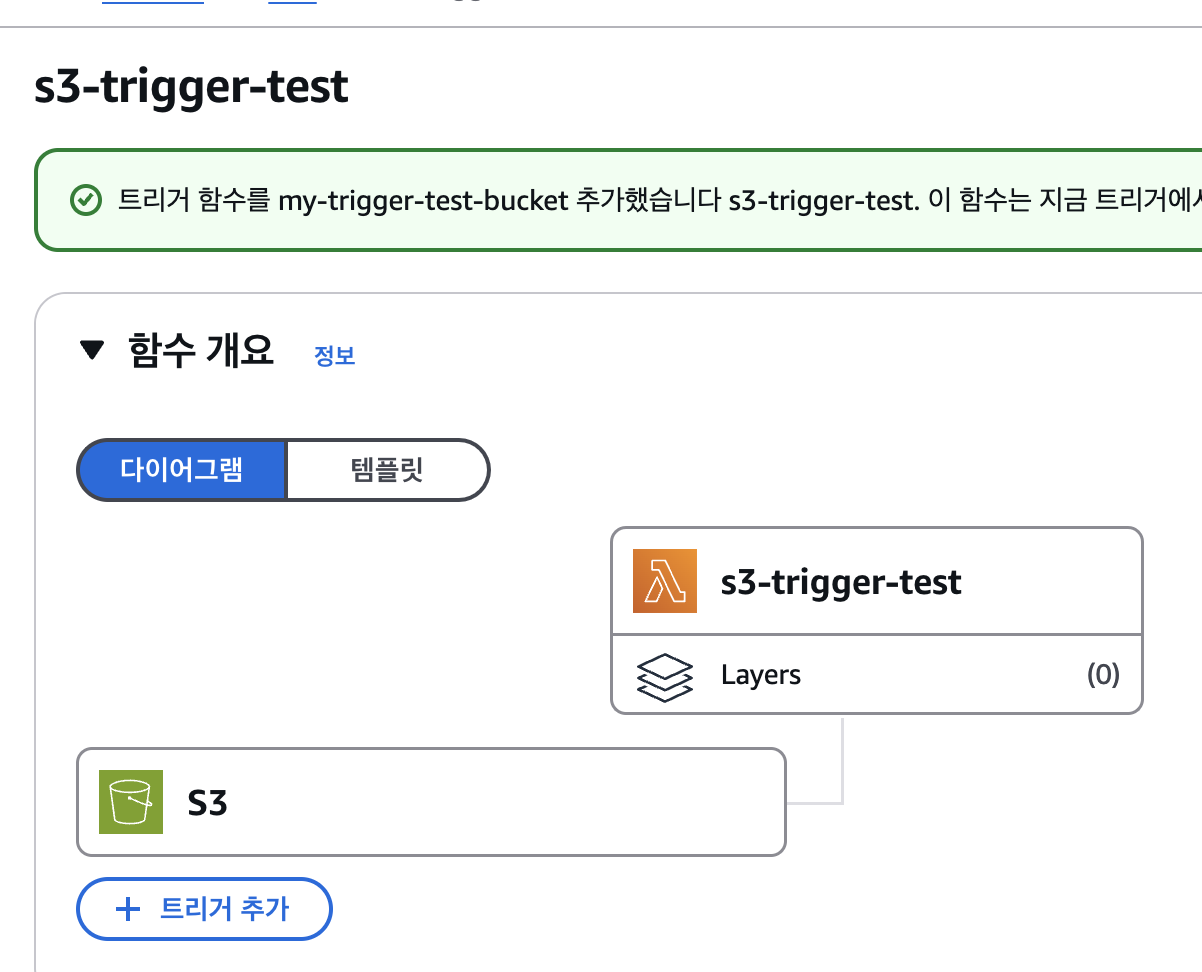 s3-trigger-test
트리거 함수를 my-trigger-test-bucket 추가했습니다 s3-trigger-test. 이 함수는 지금 트리거에서
▼ 함수 개요 정보
다이어그램 템플릿
s3-trigger-test
Layers (0)
S3
+ 트리거 추가